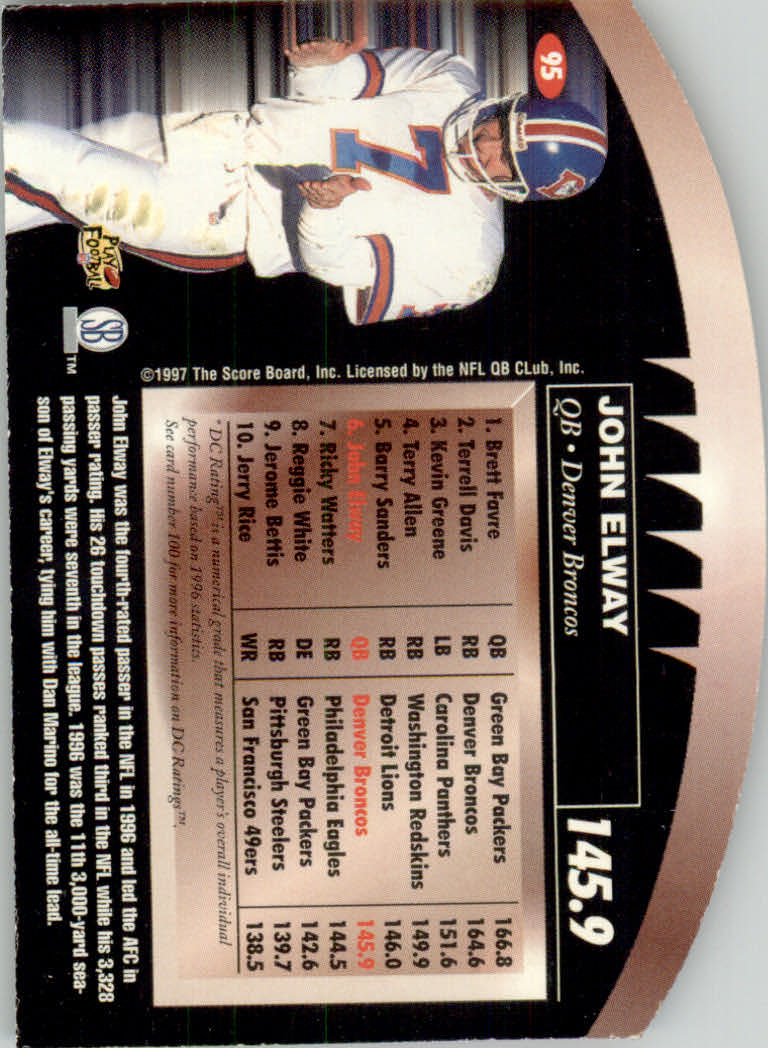 95
7
PLAY
FOOTBALL
SB
TM
©1997 The Score Board, Inc. Licensed by the NFL QB CLub, Inc.
JOHN ELWAY
QB • Denver Broncos
145.9
1. Brett Favre QB Green Bay Packers 166.8
2. Terrell Davis RB Denver Broncos 164.6
3. Kevin Greene LB Carolina Panthers 151.6
4. Terry Allen RB Washington Redskins 149.9
5. Barry Sanders RB Detroit Lions 146.0
6. John Elway QB Denver Broncos 145.9
7. Ricky Watters RB Philadelphia Eagles 144.5
8. Reggie White DE Green Bay Packers 142.6
9. Jerome Bettis RB Pittsburgh Steelers 139.7
10. Jerry Rice WR San Francisco 49ers 138.5
*DC Rating™ is a numerical grade that measures a player's overall individual
performance based on 1996 statistics.
See card number 100 for more information on DC Ratings™.
John Elway was the fourth-rated passer in the NFL in 1996 and led the AFC in
passer rating. His 26 touchdown passes ranked third in the NFL while his 3,328
passing yards were seventh in the league. 1996 was the 11th 3,000-yard sea-
son of Elway's career, tying him with Dan Marino for the all-time lead.